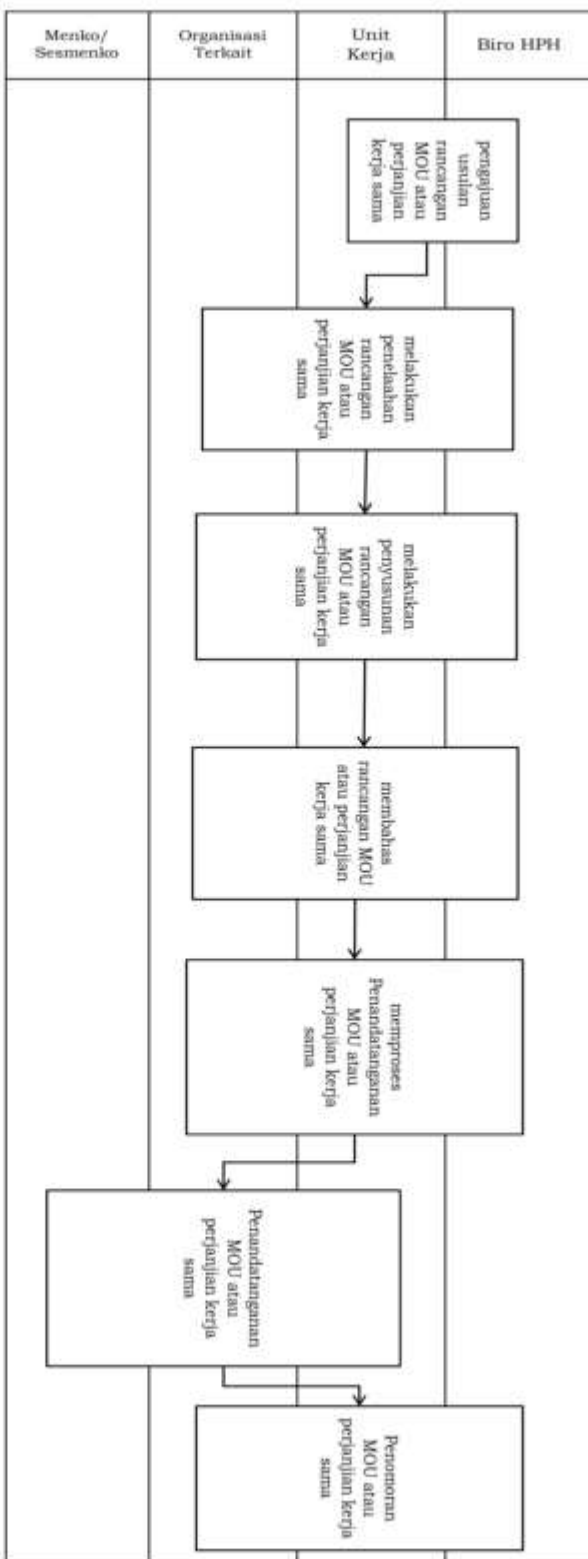 Menko/
Sesmenko
Organisasi
Terkait
Unit
Kerja
Biro HPH
pengajuan
usulan
rancangan
MOU atau
perjanjian
kerja sama
melakukan
penelaahan
rancangan
MOU atau
perjanjian kerja
sama
melakukan
penyusunan
rancangan
MOU atau
perjanjian kerja
sama
membahas
rancangan MOU
atau perjanjian
kerja sama
memproses
Penandatanganan
MOU atau
perjanjian kerja
sama
Penandatanganan
MOU atau
perjanjian kerja
sama
Penomoran
MOU atau
perjanjian kerja
sama